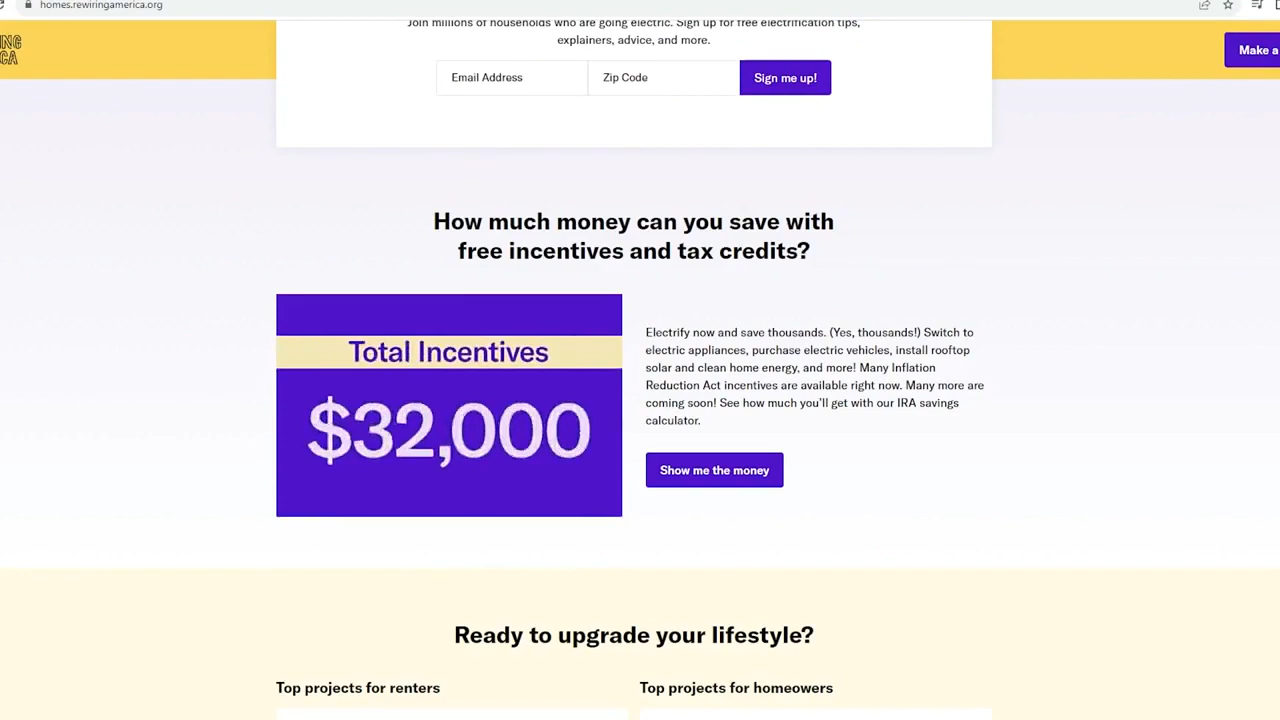 homes.rewiringamerica.org
Join millions of households who are going electric. Sign up for free electrification tips,
explainers, advice, and more.
ING
CA
Make a
Email Address
Zip Code
Sign me up!
How much money can you save with
free incentives and tax credits?
Total Incentives
$32,000
Electrify now and save thousands. (Yes, thousands!) Switch to
electric appliances, purchase electric vehicles, install rooftop
solar and clean home energy, and more! Many Inflation
Reduction Act incentives are available right now. Many more are
coming soon! See how much you'll get with our IRA savings
calculator.
Show me the money
Ready to upgrade your lifestyle?
Top projects for renters
Top projects for homeowers